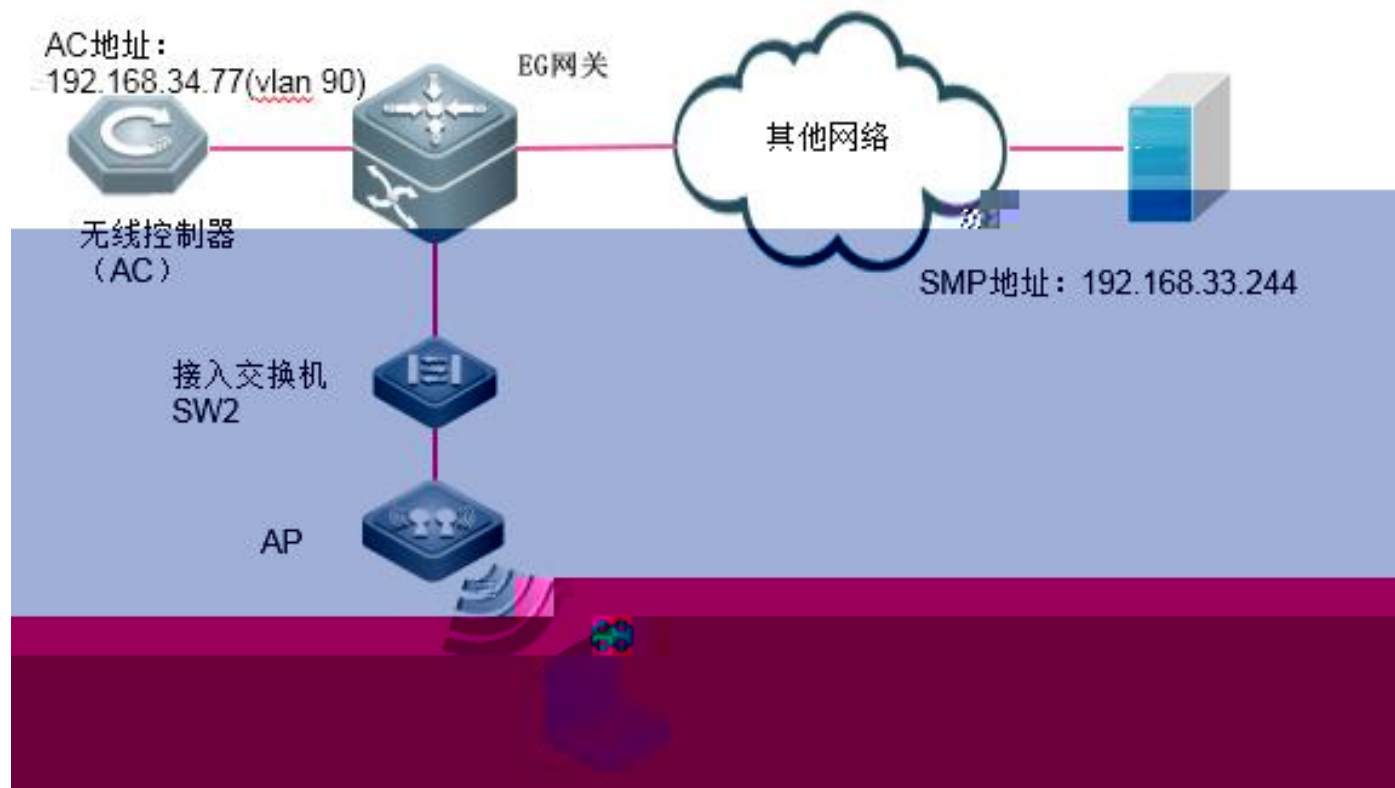 AC地址：
192.168.34.77(vlan 90)
EG网关
其他网络
无线控制器
（AC）
SMP地址：192.168.33.244
接入交换机
SW2
AP